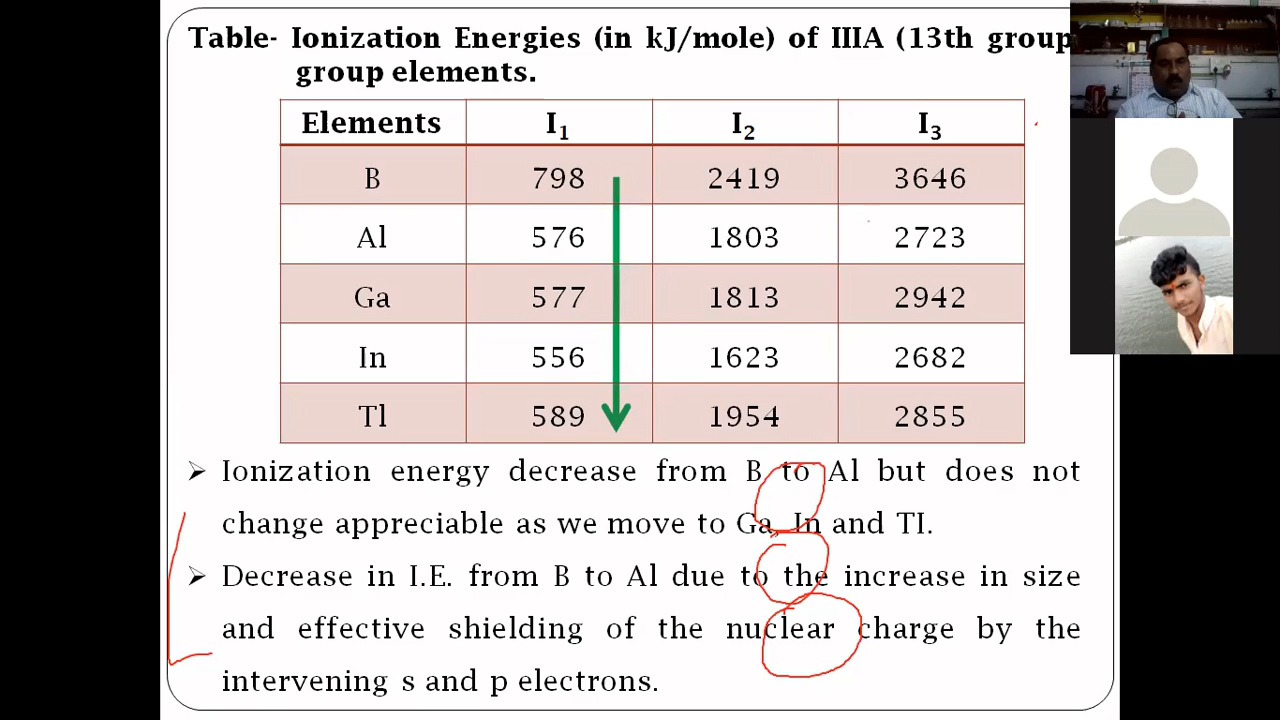 Table- Ionization Energies (in kJ/mole) of IIIA (13th group
group elements.
Elements I₁ I₂ I₃
B 798 2419 3646
Al 576 1803 2723
Ga 577 1813 2942
In 556 1623 2682
Tl 589 1954 2855
➢ Ionization energy decrease from B to Al but does not
change appreciable as we move to Ga, In and TI.
➢ Decrease in I.E. from B to Al due to the increase in size
and effective shielding of the nuclear charge by the
intervening s and p electrons.